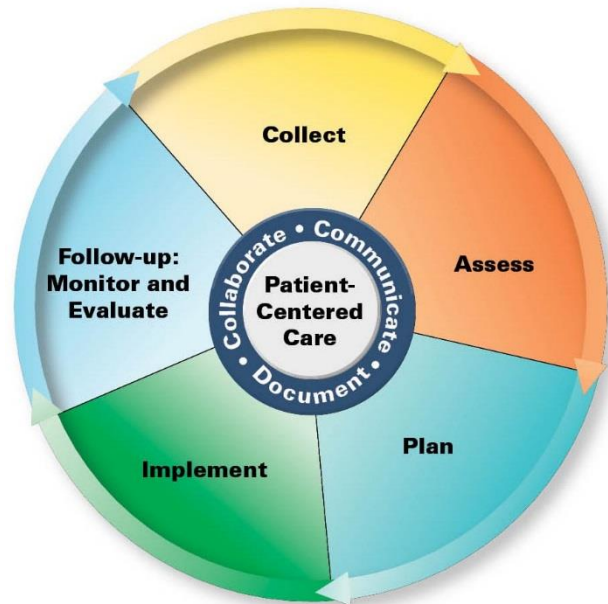 Collect
Assess
Plan
Implement
Follow-up:
Monitor and
Evaluate
Collaborate • Communicate • Document •
Patient-
Centered
Care